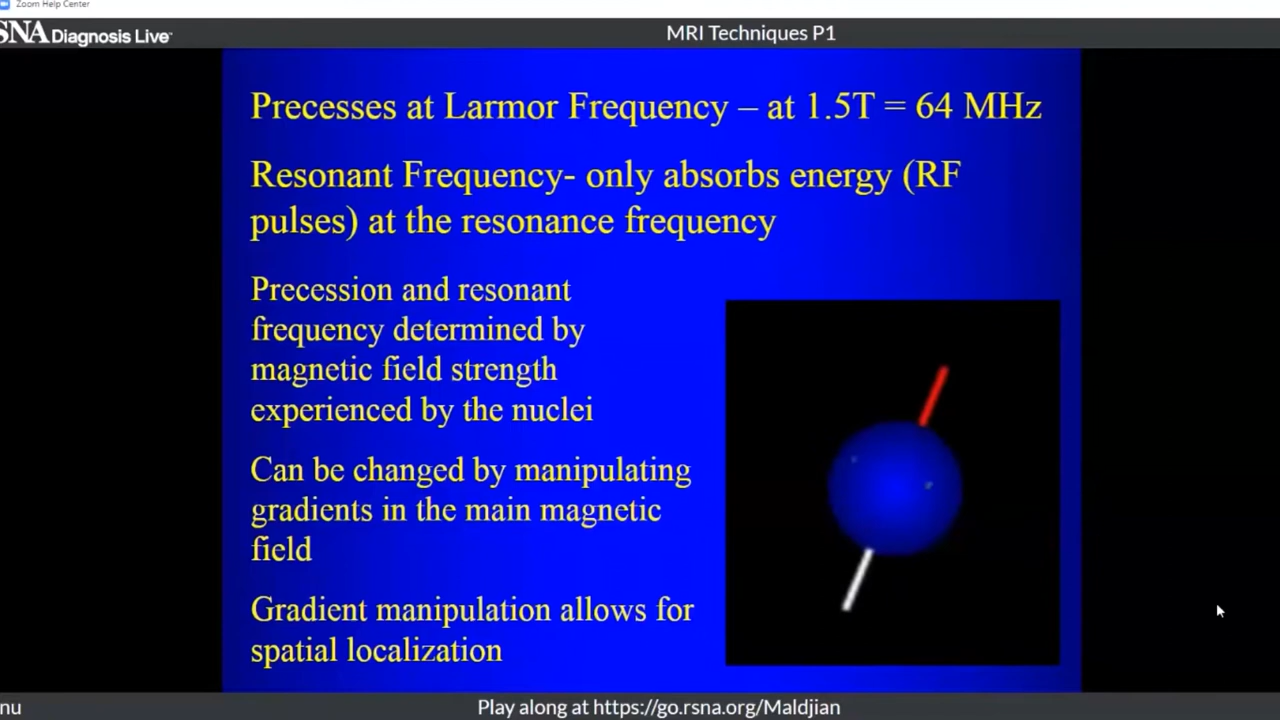 Zoom Help Center
SNA Diagnosis Live™
MRI Techniques P1
Precesses at Larmor Frequency – at 1.5T = 64 MHz
Resonant Frequency- only absorbs energy (RF
pulses) at the resonance frequency
Precession and resonant
frequency determined by
magnetic field strength
experienced by the nuclei
Can be changed by manipulating
gradients in the main magnetic
field
Gradient manipulation allows for
spatial localization
nu
Play along at https://go.rsna.org/Maldjian